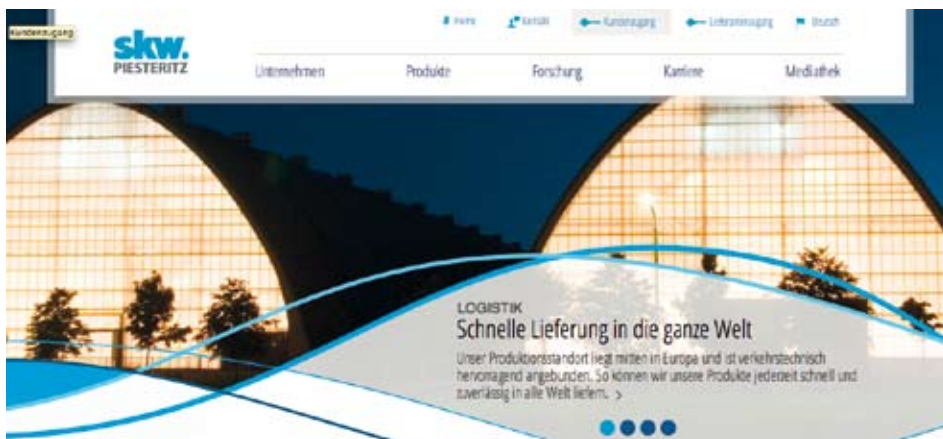 Home Kontakt Kundenzugang Lieferantenzugang Deutsch
Kundenzugang
skw.
PIESTERITZ
Unternehmen Produkte Forschung Karriere Mediathek
LOGISTIK
Schnelle Lieferung in die ganze Welt
Unser Produktionsstandort liegt mitten in Europa und ist verkehrstechnisch
hervorragend angebunden. So können wir unsere Produkte jederzeit schnell und
zuverlässig in alle Welt liefern. >